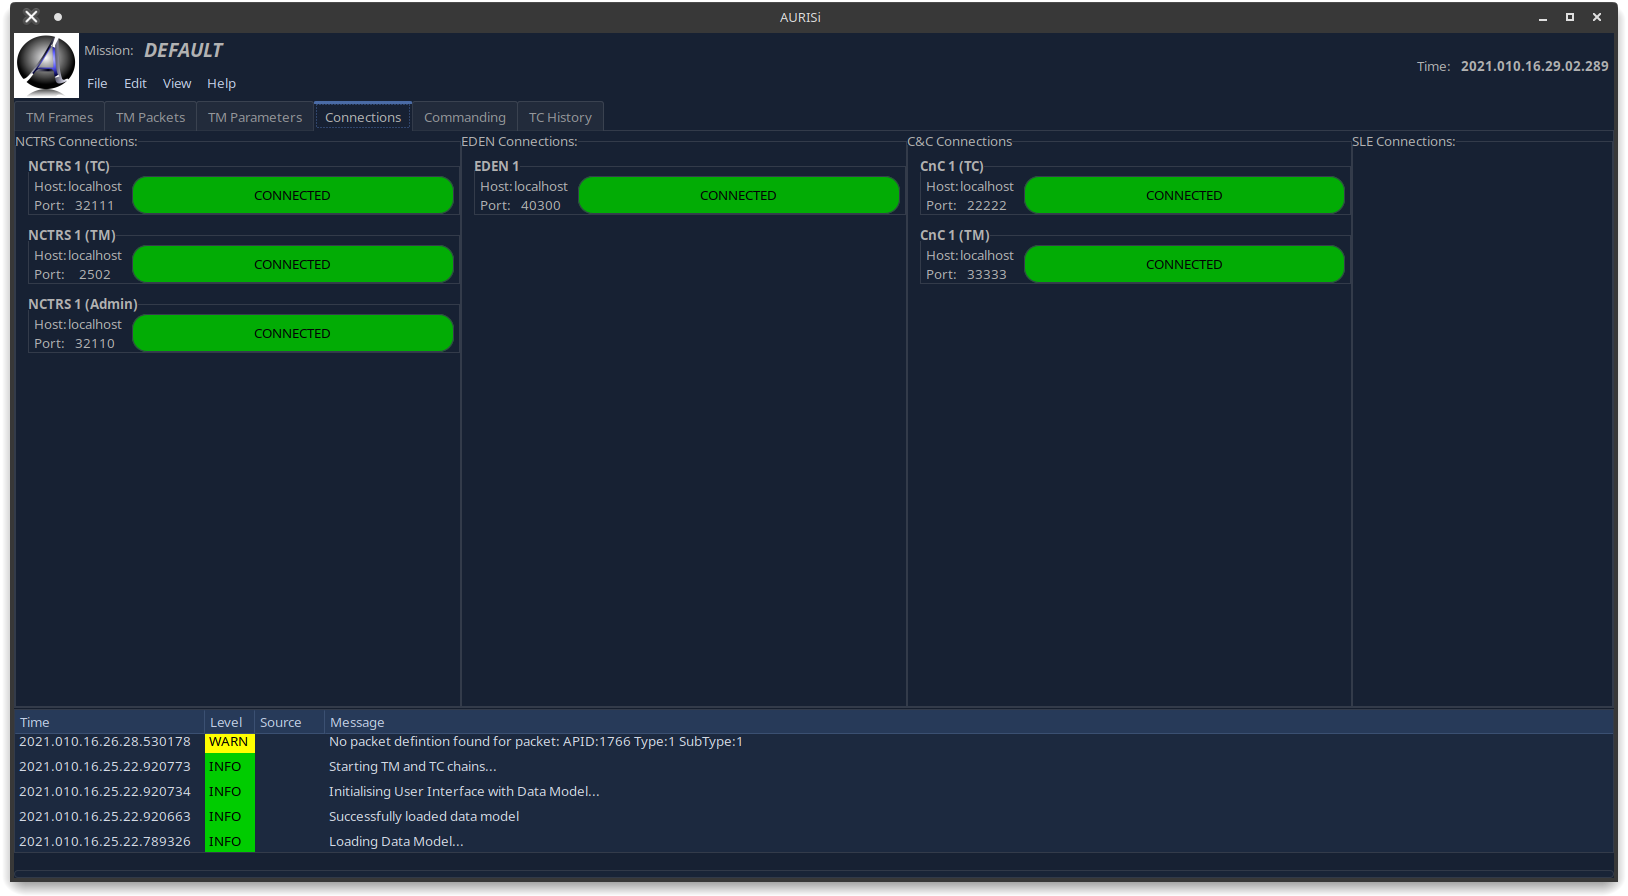 AURISi
Mission: DEFAULT
Time: 2021.010.16.29.02.289
File Edit View Help
TM Frames TM Packets TM Parameters Connections Commanding TC History
NCTRS Connections:
NCTRS 1 (TC)
Host: localhost
Port: 32111
CONNECTED
NCTRS 1 (TM)
Host: localhost
Port: 2502
CONNECTED
NCTRS 1 (Admin)
Host: localhost
Port: 32110
CONNECTED
EDEN Connections:
EDEN 1
Host: localhost
Port: 40300
CONNECTED
C&C Connections
CnC 1 (TC)
Host: localhost
Port: 22222
CONNECTED
CnC 1 (TM)
Host: localhost
Port: 33333
CONNECTED
SLE Connections:
Time Level Source Message
2021.010.16.26.28.530178 WARN No packet defintion found for packet: APID:1766 Type:1 SubType:1
2021.010.16.25.22.920773 INFO Starting TM and TC chains...
2021.010.16.25.22.920734 INFO Initialising User Interface with Data Model...
2021.010.16.25.22.920663 INFO Successfully loaded data model
2021.010.16.25.22.789326 INFO Loading Data Model...